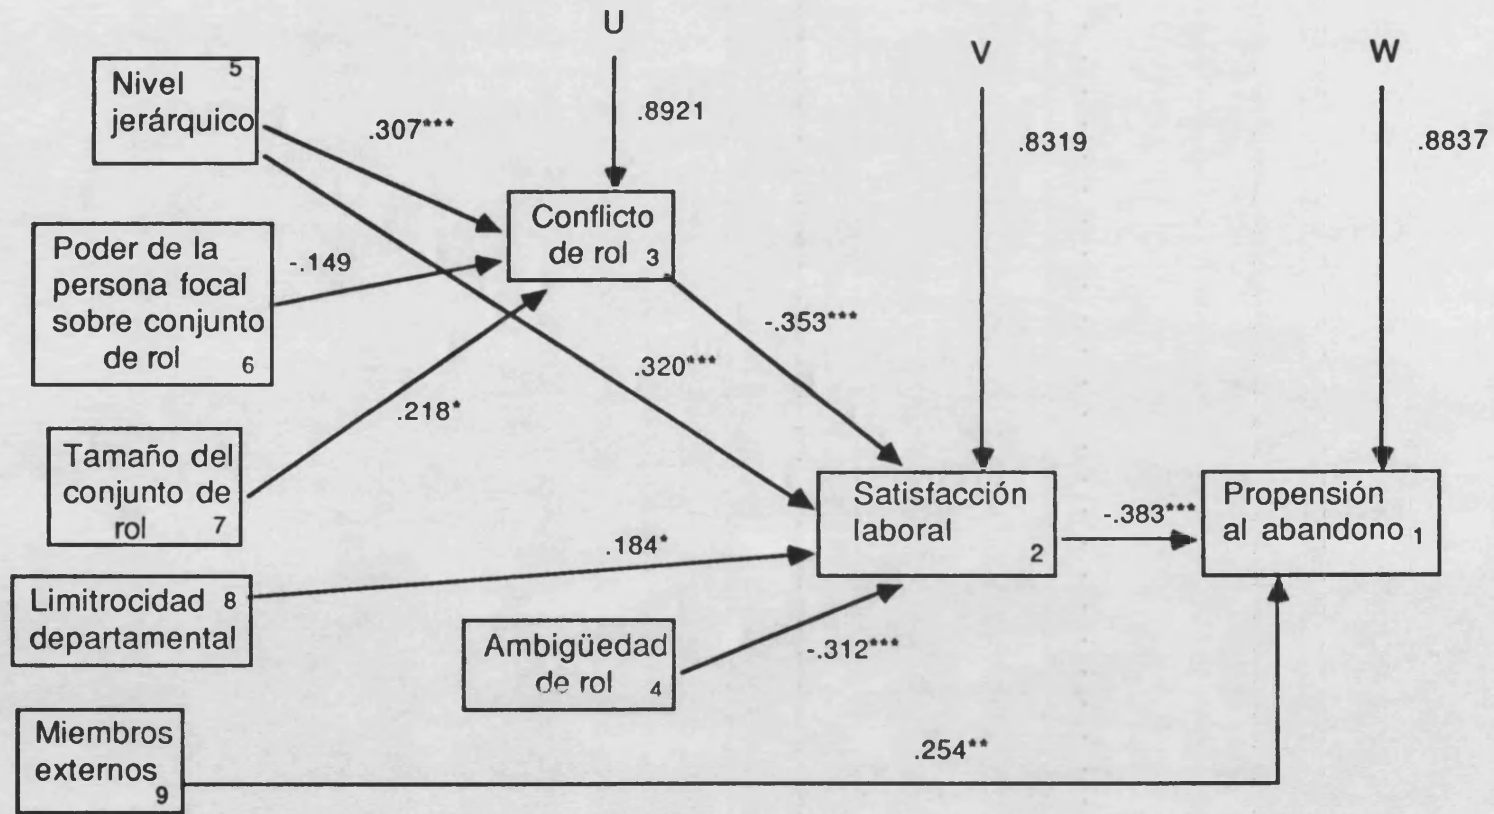 U
V
W
Nivel 5
jerárquico
.307***
.8921
.8319
.8837
Conflicto
de rol 3
Poder de la
persona focal
sobre conjunto
de rol 6
-.149
-.353***
.320***
.218*
Tamaño del
conjunto de
rol 7
Satisfacción
laboral
2
-.383***
Propensión
al abandono 1
.184*
Limitrocidad 8
departamental
Ambigüedad
de rol 4
-.312***
Miembros
externos
9
.254**